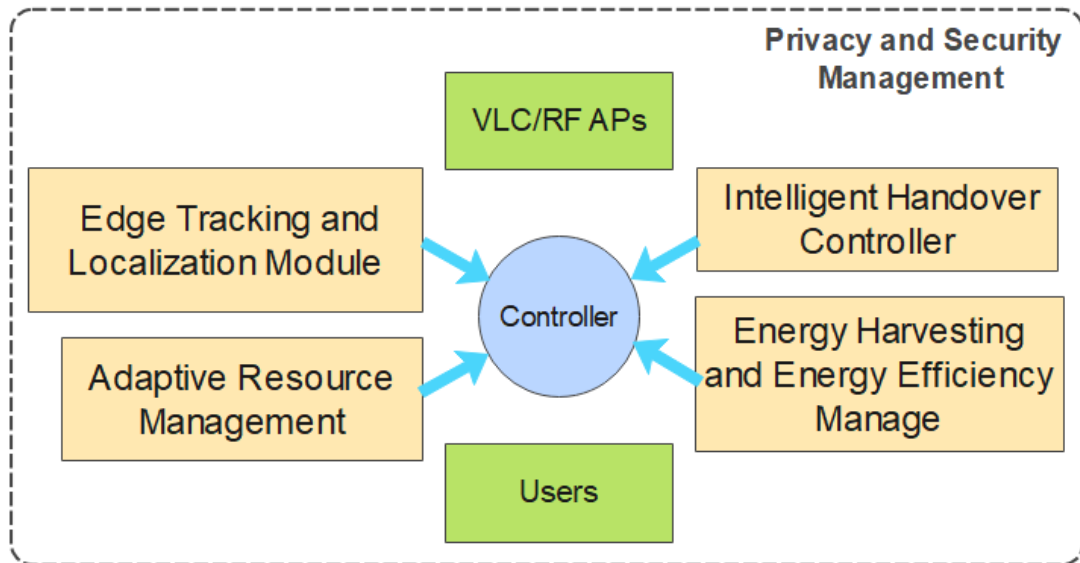 Privacy and Security
Management
VLC/RF APs
Edge Tracking and
Localization Module
Intelligent Handover
Controller
Controller
Adaptive Resource
Management
Energy Harvesting
and Energy Efficiency
Manage
Users